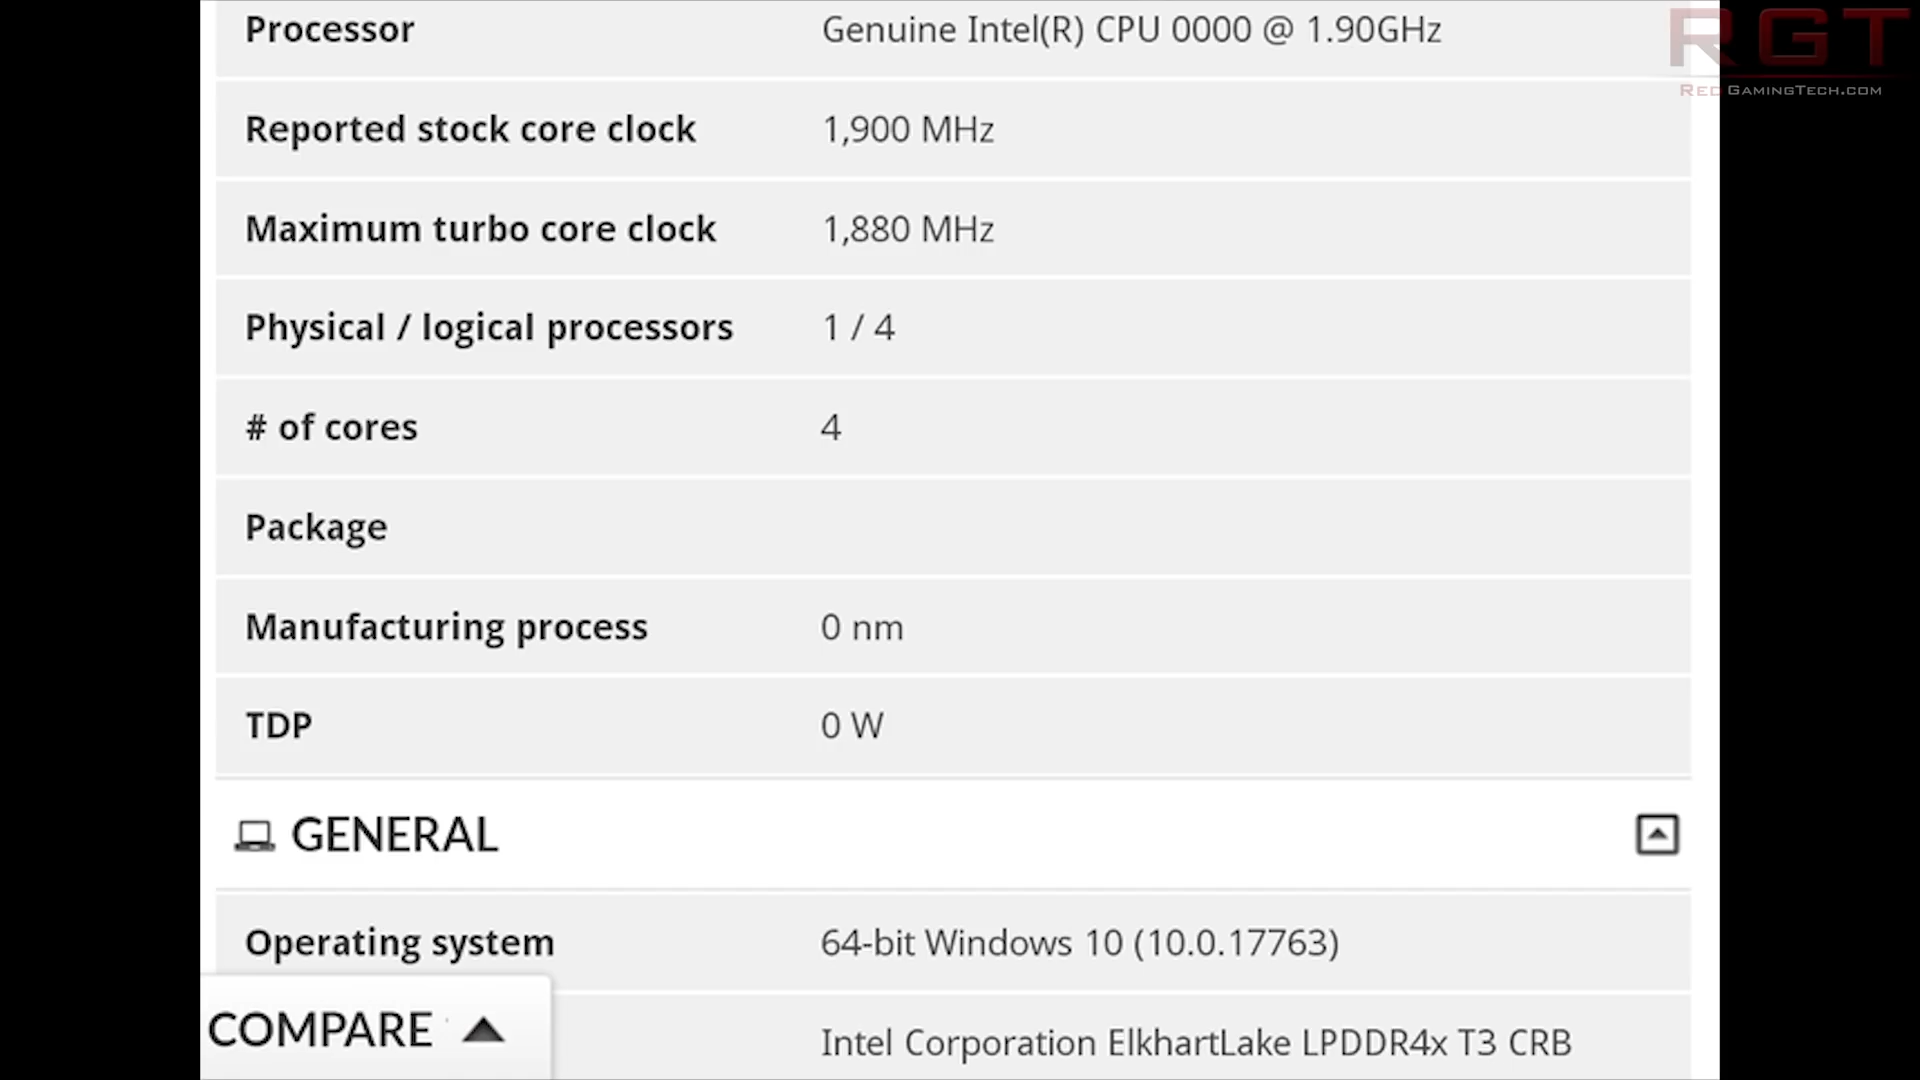 Processor Genuine Intel(R) CPU 0000 @ 1.90GHz
RGT
RedGamingTech.com
Reported stock core clock 1,900 MHz
Maximum turbo core clock 1,880 MHz
Physical / logical processors 1 / 4
# of cores 4
Package
Manufacturing process 0 nm
TDP 0 W
GENERAL
Operating system 64-bit Windows 10 (10.0.17763)
COMPARE
Intel Corporation ElkhartLake LPDDR4x T3 CRB